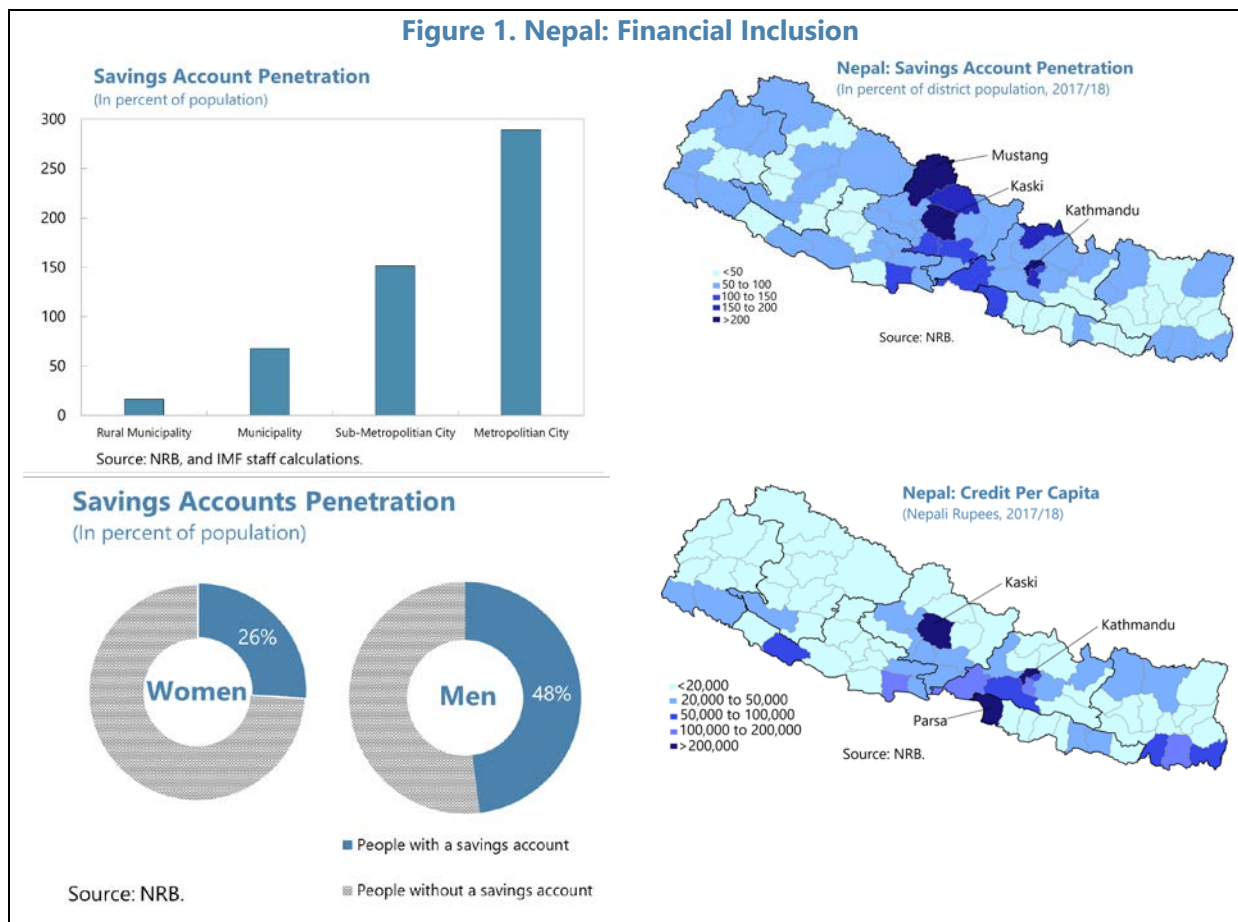 Figure 1. Nepal: Financial Inclusion
Savings Account Penetration
(In percent of population)
300
250
200
150
100
50
0
Rural Municipality
Municipality
Sub-Metropolitian City
Metropolitian City
Source: NRB, and IMF staff calculations.
Nepal: Savings Account Penetration
(In percent of district population, 2017/18)
Mustang
Kaski
Kathmandu
<50
50 to 100
100 to 150
150 to 200
>200
Source: NRB.
Savings Accounts Penetration
(In percent of population)
26%
Women
48%
Men
People with a savings account
People without a savings account
Source: NRB.
Nepal: Credit Per Capita
(Nepali Rupees, 2017/18)
Kaski
Kathmandu
Parsa
<20,000
20,000 to 50,000
50,000 to 100,000
100,000 to 200,000
>200,000
Source: NRB.